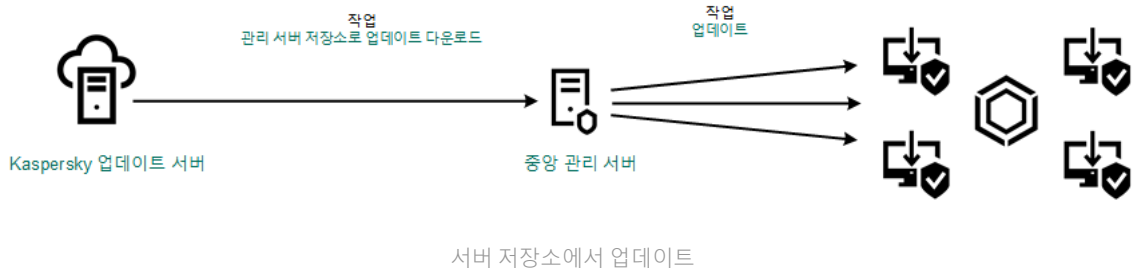 작업
관리 서버 저장소로 업데이트 다운로드
작업
업데이트
Kaspersky 업데이트 서버
중앙 관리 서버
서버 저장소에서 업데이트